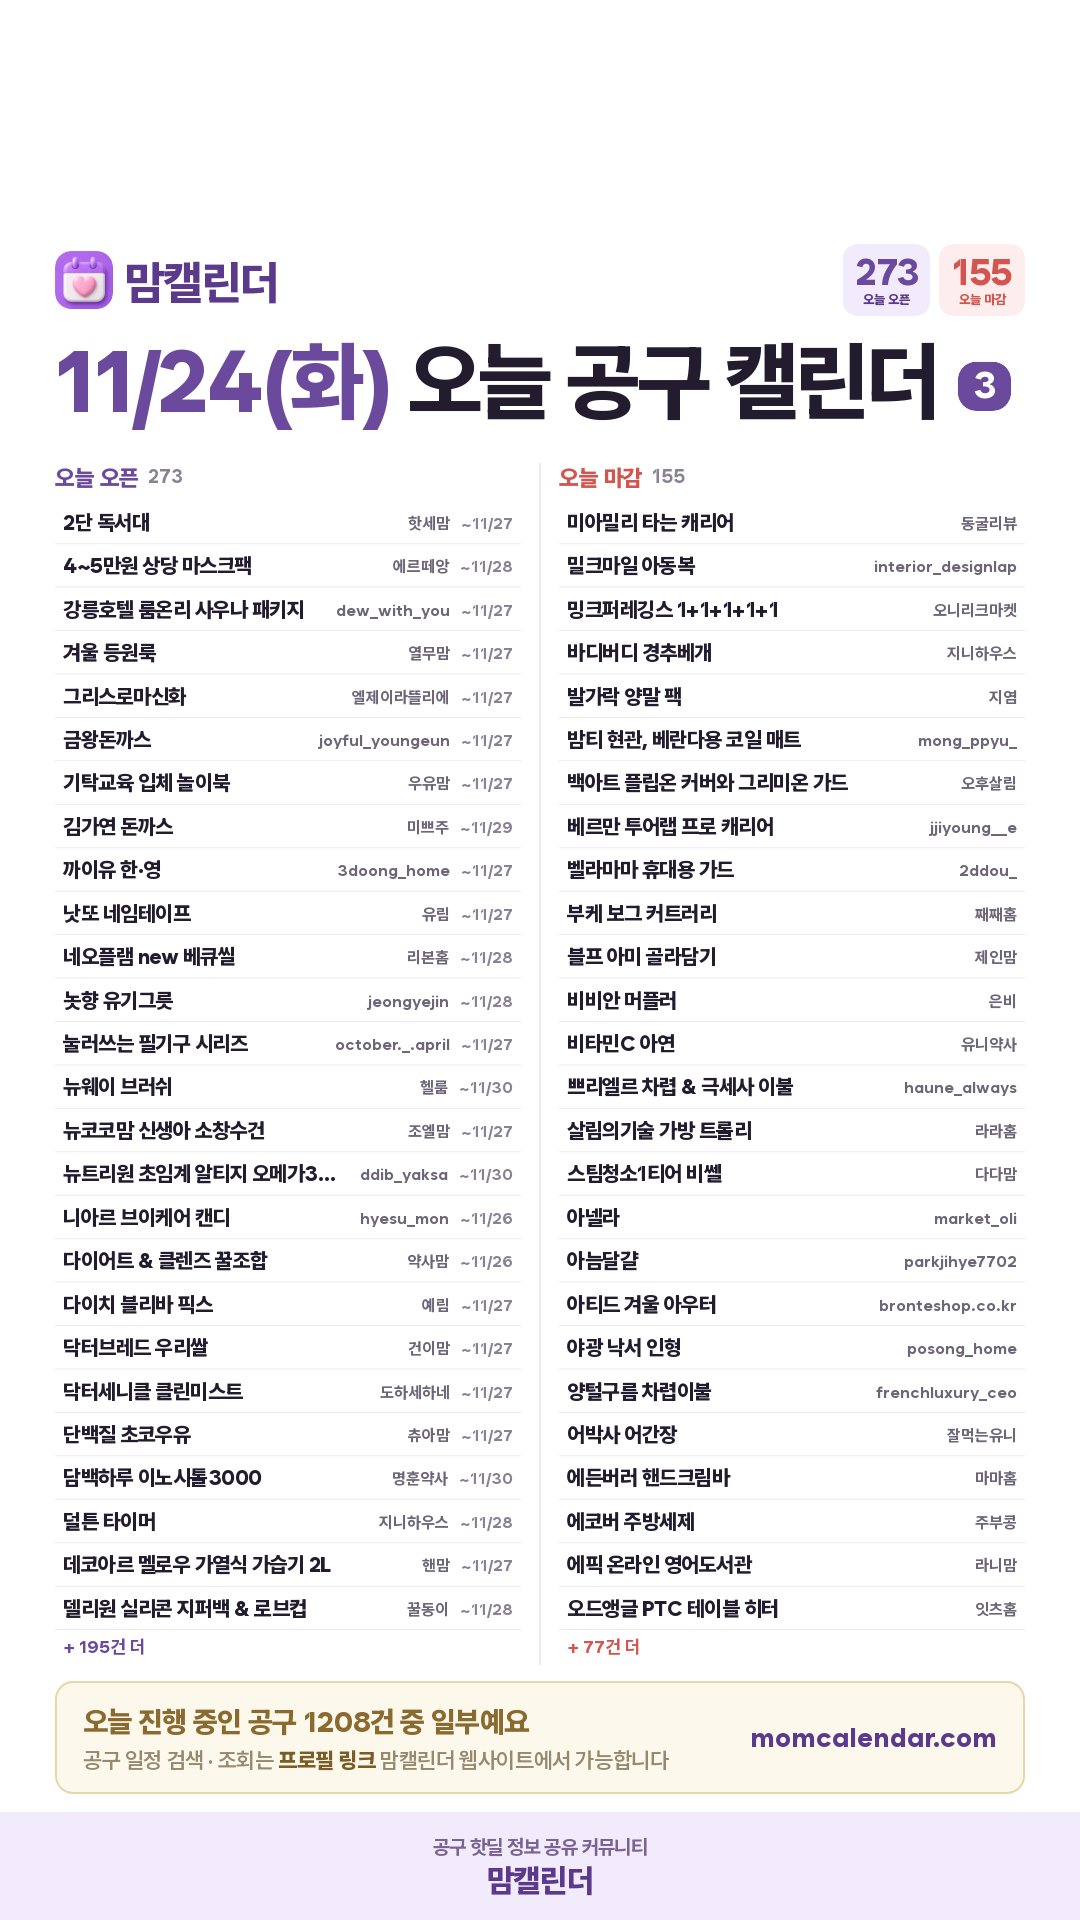 맘캘린더
273
오늘 오픈
155
오늘 마감
11/24(화) 오늘 공구 캘린더 3
오늘 오픈 273
2단 독서대 핫세맘 ~11/27
4~5만원 상당 마스크팩 에르떼앙 ~11/28
강릉호텔 룸온리 사우나 패키지 dew_with_you ~11/27
겨울 등원룩 열무맘 ~11/27
그리스로마신화 엘제이라뜰리에 ~11/27
금왕돈까스 joyful_youngeun ~11/27
기탁교육 입체 놀이북 우유맘 ~11/27
김가연 돈까스 미쁘주 ~11/29
까이유 한·영 3doong_home ~11/27
낫또 네임테이프 유림 ~11/27
네오플램 new 베큐씰 리본홈 ~11/28
놋향 유기그릇 jeongyejin ~11/28
눌러쓰는 필기구 시리즈 october._.april ~11/27
뉴웨이 브러쉬 헬룸 ~11/30
뉴코코맘 신생아 소창수건 조엘맘 ~11/27
뉴트리원 초임계 알티지 오메가3... ddib_yaksa ~11/30
니아르 브이케어 캔디 hyesu_mon ~11/26
다이어트 & 클렌즈 꿀조합 약사맘 ~11/26
다이치 블리바 픽스 예림 ~11/27
닥터브레드 우리쌀 건이맘 ~11/27
닥터세니클 클린미스트 도하세하네 ~11/27
단백질 초코우유 츄아맘 ~11/27
담백하루 이노시톨3000 명훈약사 ~11/30
덜튼 타이머 지니하우스 ~11/28
데코아르 멜로우 가열식 가습기 2L 핸맘 ~11/27
델리원 실리콘 지퍼백 & 로브컵 꿀동이 ~11/28
+ 195건 더
오늘 마감 155
미아밀리 타는 캐리어 동굴리뷰
밀크마일 아동복 interior_designlap
밍크퍼레깅스 1+1+1+1+1 오니리크마켓
바디버디 경추베개 지니하우스
발가락 양말 팩 지염
밤티 현관, 베란다용 코일 매트 mong_ppyu_
백아트 플립온 커버와 그리미온 가드 오후살림
베르만 투어랩 프로 캐리어 jjiyoung__e
벨라마마 휴대용 가드 2ddou_
부케 보그 커트러리 째째홈
블프 아미 골라담기 제인맘
비비안 머플러 은비
비타민C 아연 유니약사
쁘리엘르 차렵 & 극세사 이불 haune_always
살림의기술 가방 트롤리 라라홈
스팀청소1티어 비쎌 다다맘
아넬라 market_oli
아늠달걀 parkjihye7702
아티드 겨울 아우터 bronteshop.co.kr
야광 낙서 인형 posong_home
양털구름 차렵이불 frenchluxury_ceo
어박사 어간장 잘먹는유니
에든버러 핸드크림바 마마홈
에코버 주방세제 주부콩
에픽 온라인 영어도서관 라니맘
오드앵글 PTC 테이블 히터 잇츠홈
+ 77건 더
오늘 진행 중인 공구 1208건 중 일부예요
공구 일정 검색 · 조회는 프로필 링크 맘캘린더 웹사이트에서 가능합니다
momcalendar.com
공구 핫딜 정보 공유 커뮤니티
맘캘린더